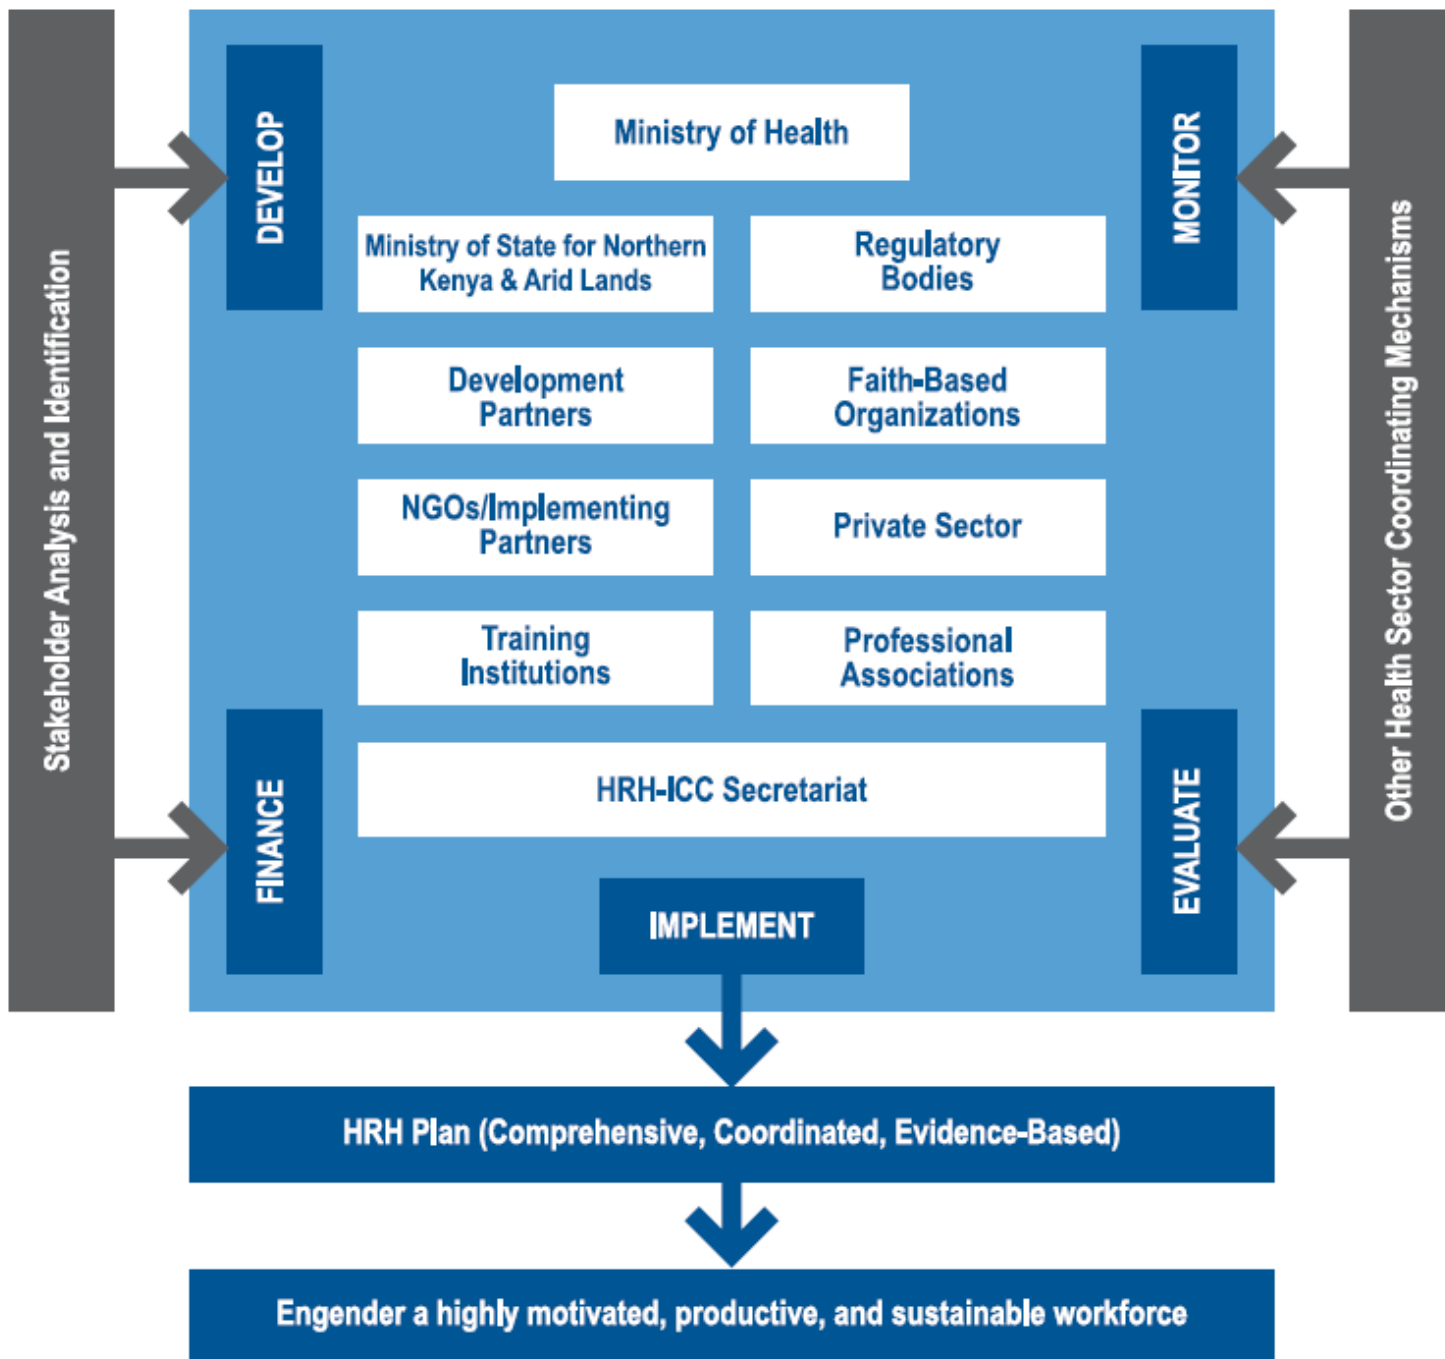 Stakeholder Analysis and Identification
DEVELOP
FINANCE
Ministry of Health
Ministry of State for Northern
Kenya & Arid Lands
Regulatory
Bodies
Development
Partners
Faith-Based
Organizations
NGOs/Implementing
Partners
Private Sector
Training
Institutions
Professional
Associations
HRH-ICC Secretariat
IMPLEMENT
MONITOR
EVALUATE
Other Health Sector Coordinating Mechanisms
HRH Plan (Comprehensive, Coordinated, Evidence-Based)
Engender a highly motivated, productive, and sustainable workforce